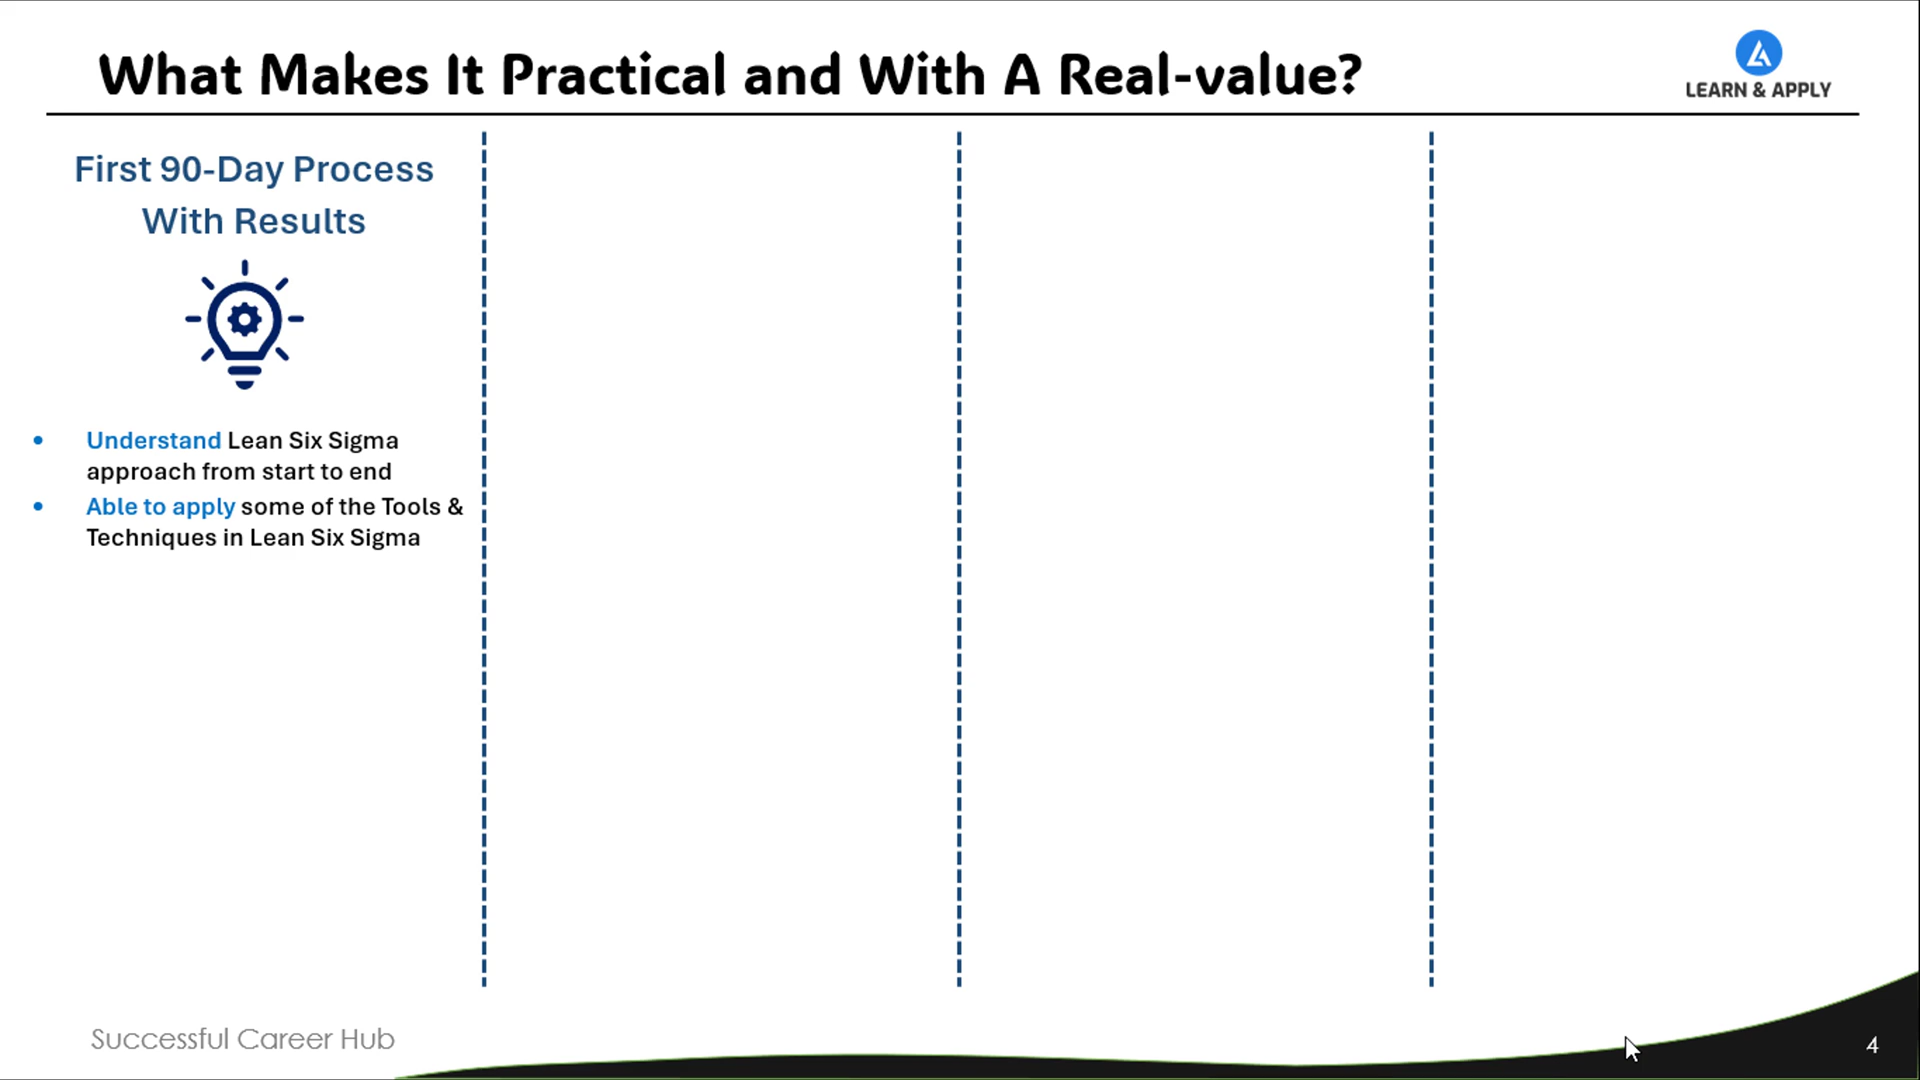 What Makes It Practical and With A Real-value?
LEARN & APPLY
First 90-Day Process
With Results
• Understand Lean Six Sigma
approach from start to end
• Able to apply some of the Tools &
Techniques in Lean Six Sigma
Successful Career Hub
4